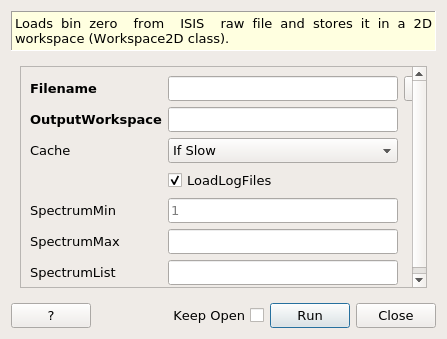 Loads bin zero from ISIS raw file and stores it in a 2D
workspace (Workspace2D class).
Filename
OutputWorkspace
Cache If Slow
LoadLogFiles
SpectrumMin 1
SpectrumMax
SpectrumList
? Keep Open Run Close